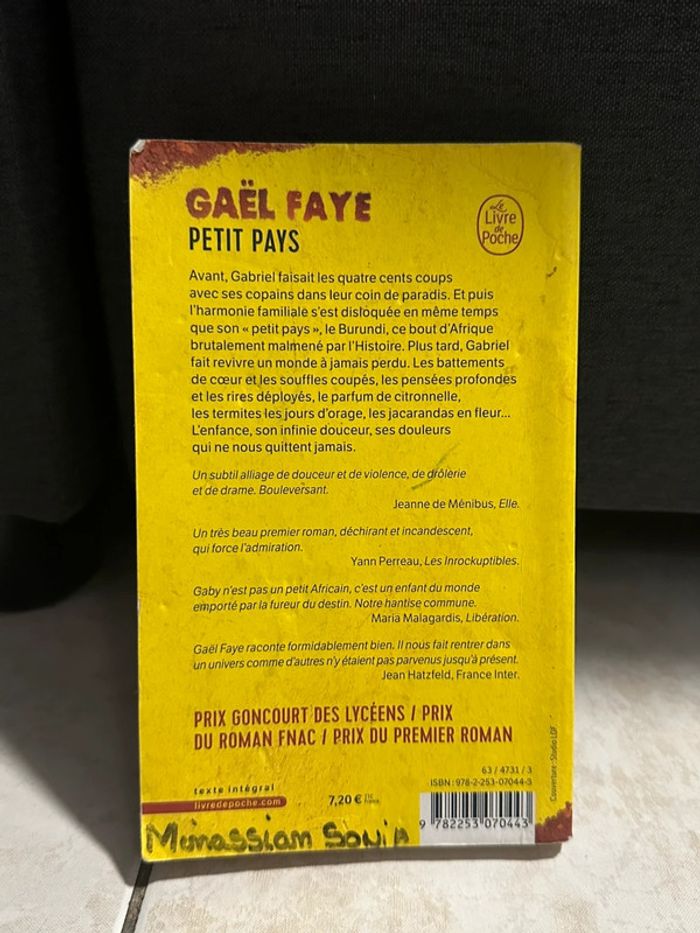 GAËL FAYE
PETIT PAYS
Le
Livre
de
Poche
Avant, Gabriel faisait les quatre cents coups
avec ses copains dans leur coin de paradis. Et puis
l'harmonie familiale s'est disloquée en même temps
que son « petit pays », le Burundi, ce bout d'Afrique
brutalement malmené par l'Histoire. Plus tard, Gabriel
fait revivre un monde à jamais perdu. Les battements
de cœur et les souffles coupés, les pensées profondes
et les rires déployés, le parfum de citronnelle,
les termites les jours d'orage, les jacarandas en fleur...
L'enfance, son infinie douceur, ses douleurs
qui ne nous quittent jamais.
Un subtil alliage de douceur et de violence, de drôlerie
et de drame. Bouleversant.
Jeanne de Ménibus, Elle.
Un très beau premier roman, déchirant et incandescent,
qui force l'admiration.
Yann Perreau, Les Inrockuptibles.
Gaby n'est pas un petit Africain, c'est un enfant du monde
emporté par la fureur du destin. Notre hantise commune.
Maria Malagardis, Libération.
Gaël Faye raconte formidablement bien. Il nous fait rentrer dans
un univers comme d'autres n'y étaient pas parvenus jusqu'à présent.
Jean Hatzfeld, France Inter.
PRIX GONCOURT DES LYCÉENS / PRIX
DU ROMAN FNAC / PRIX DU PREMIER ROMAN
Couverture : Studio LGF
63 / 4731 / 3
ISBN : 978-2-253-07044-3
texte intégral
livredepoche.com
7,20 € TTC France
9 782253 070443
Minassian Sonia